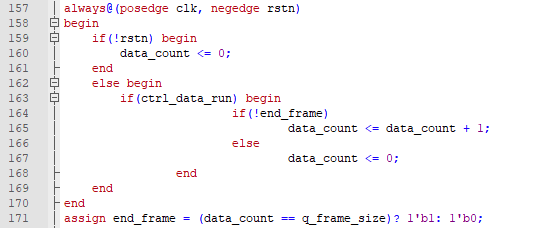 157 always@(posedge clk, negedge rstn)
158 begin
159 if(!rstn) begin
160 data_count <= 0;
161 end
162 else begin
163 if(ctrl_data_run) begin
164 if(!end_frame)
165 data_count <= data_count + 1;
166 else
167 data_count <= 0;
168 end
169 end
170 end
171 assign end_frame = (data_count == q_frame_size)? 1'b1: 1'b0;